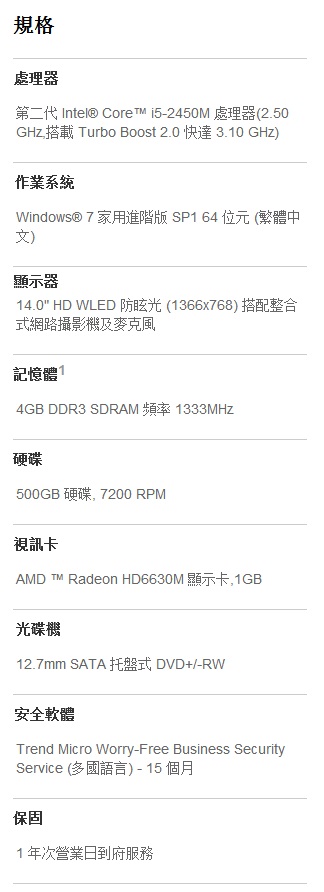 規格
處理器
第二代 Intel® Core™ i5-2450M 處理器(2.50
GHz,搭載 Turbo Boost 2.0 快達 3.10 GHz)
作業系統
Windows® 7 家用進階版 SP1 64 位元 (繁體中
文)
顯示器
14.0" HD WLED 防眩光 (1366x768) 搭配整合
式網路攝影機及麥克風
記憶體1
4GB DDR3 SDRAM 頻率 1333MHz
硬碟
500GB 硬碟, 7200 RPM
視訊卡
AMD ™ Radeon HD6630M 顯示卡,1GB
光碟機
12.7mm SATA 托盤式 DVD+/-RW
安全軟體
Trend Micro Worry-Free Business Security
Service (多國語言) - 15 個月
保固
1 年次營業日到府服務